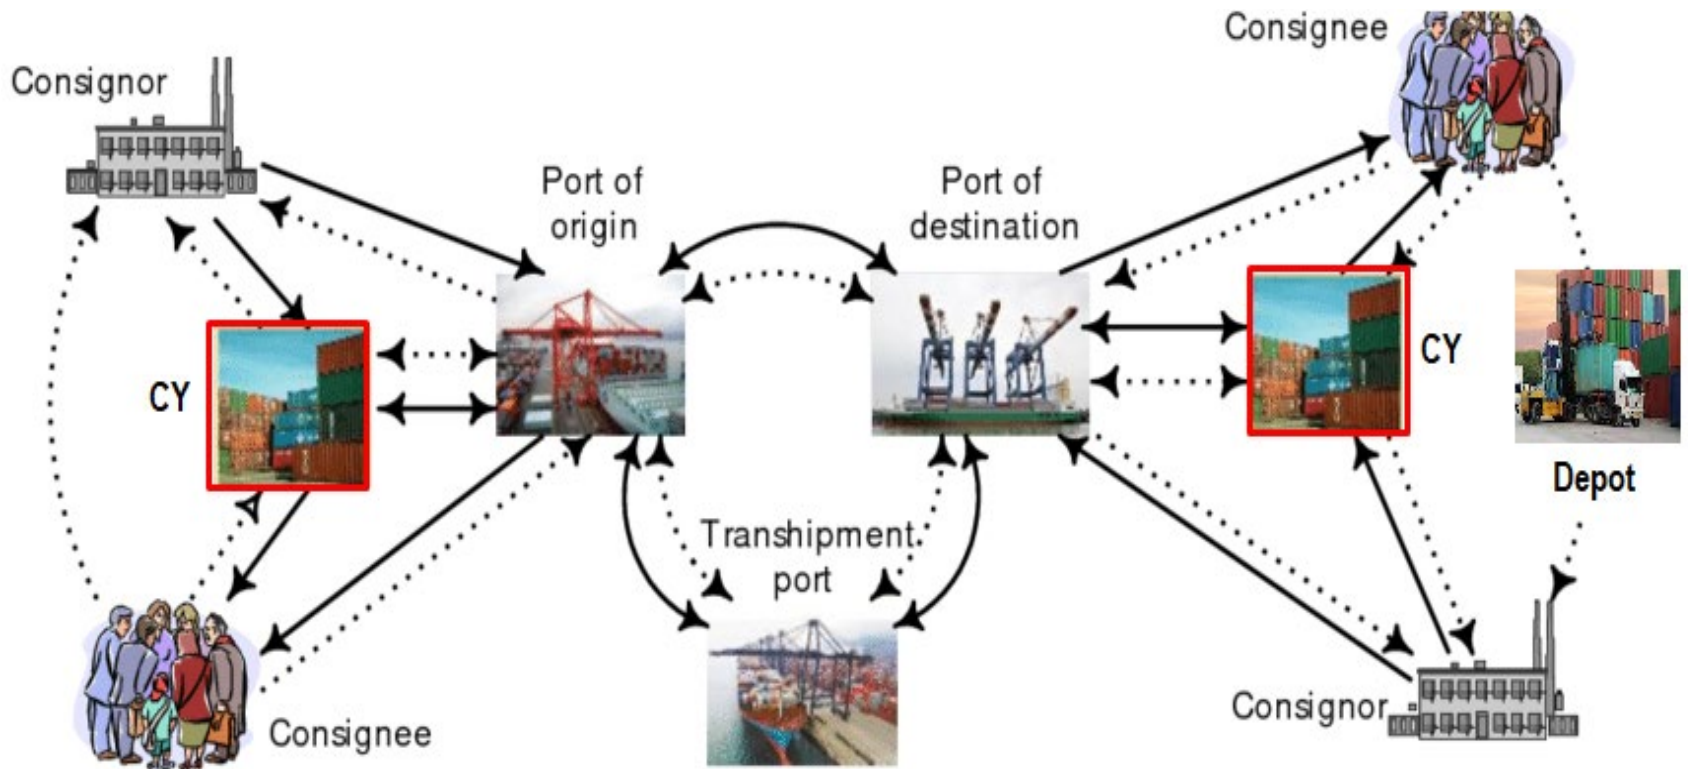 Consignee
Consignor
Port of
origin
Port of
destination
CY
CY
Depot
Transhipment
port
Consignor
Consignee